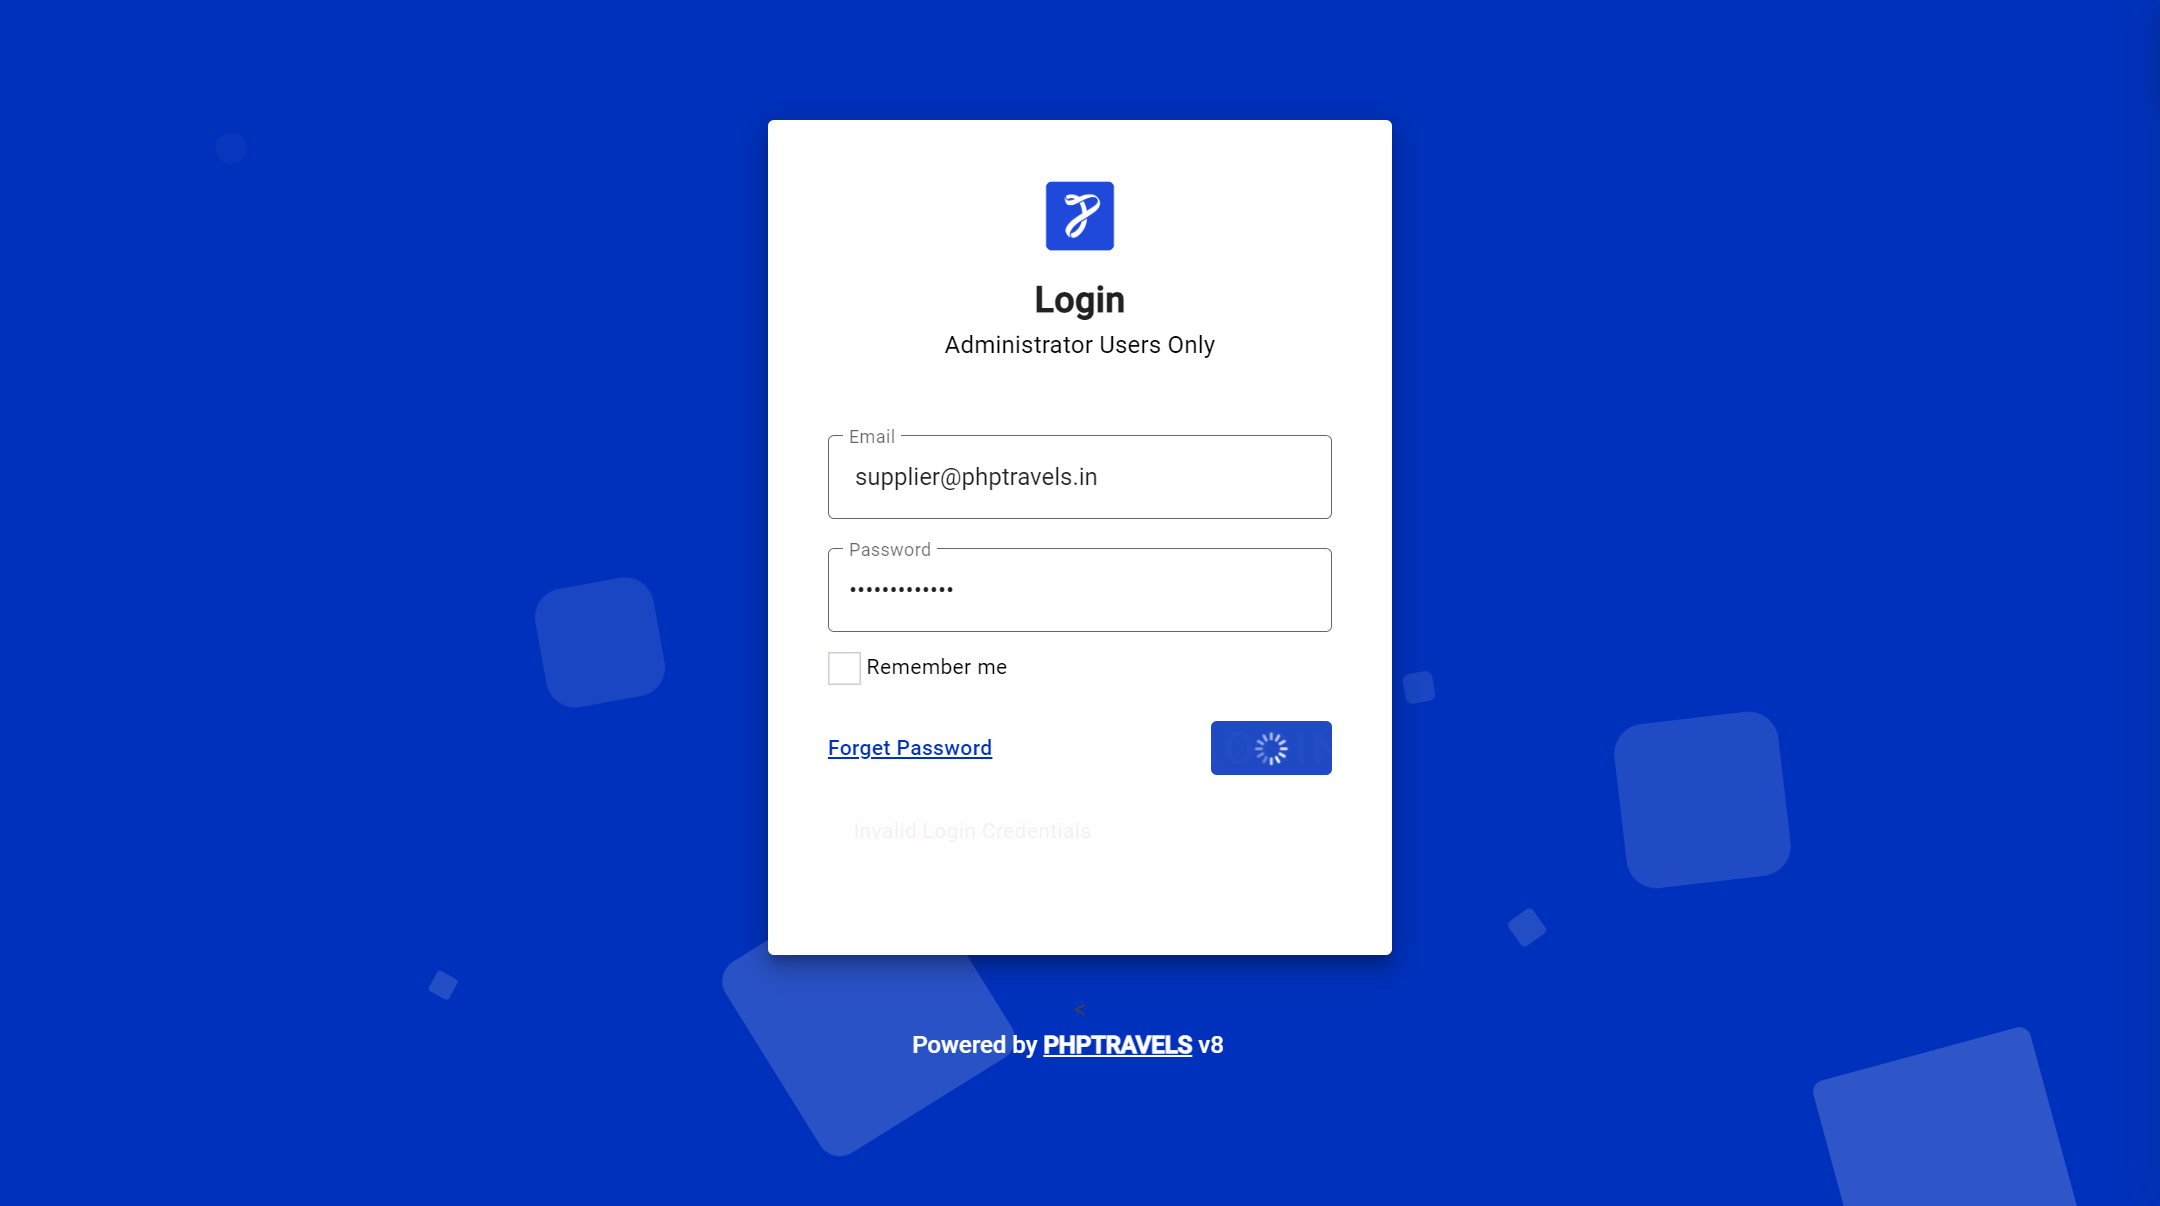 Login
Administrator Users Only
Email
supplier@phptravels.in
Password
•••••••••••••
Remember me
Forget Password
Invalid Login Credentials
<
Powered by PHPTRAVELS v8